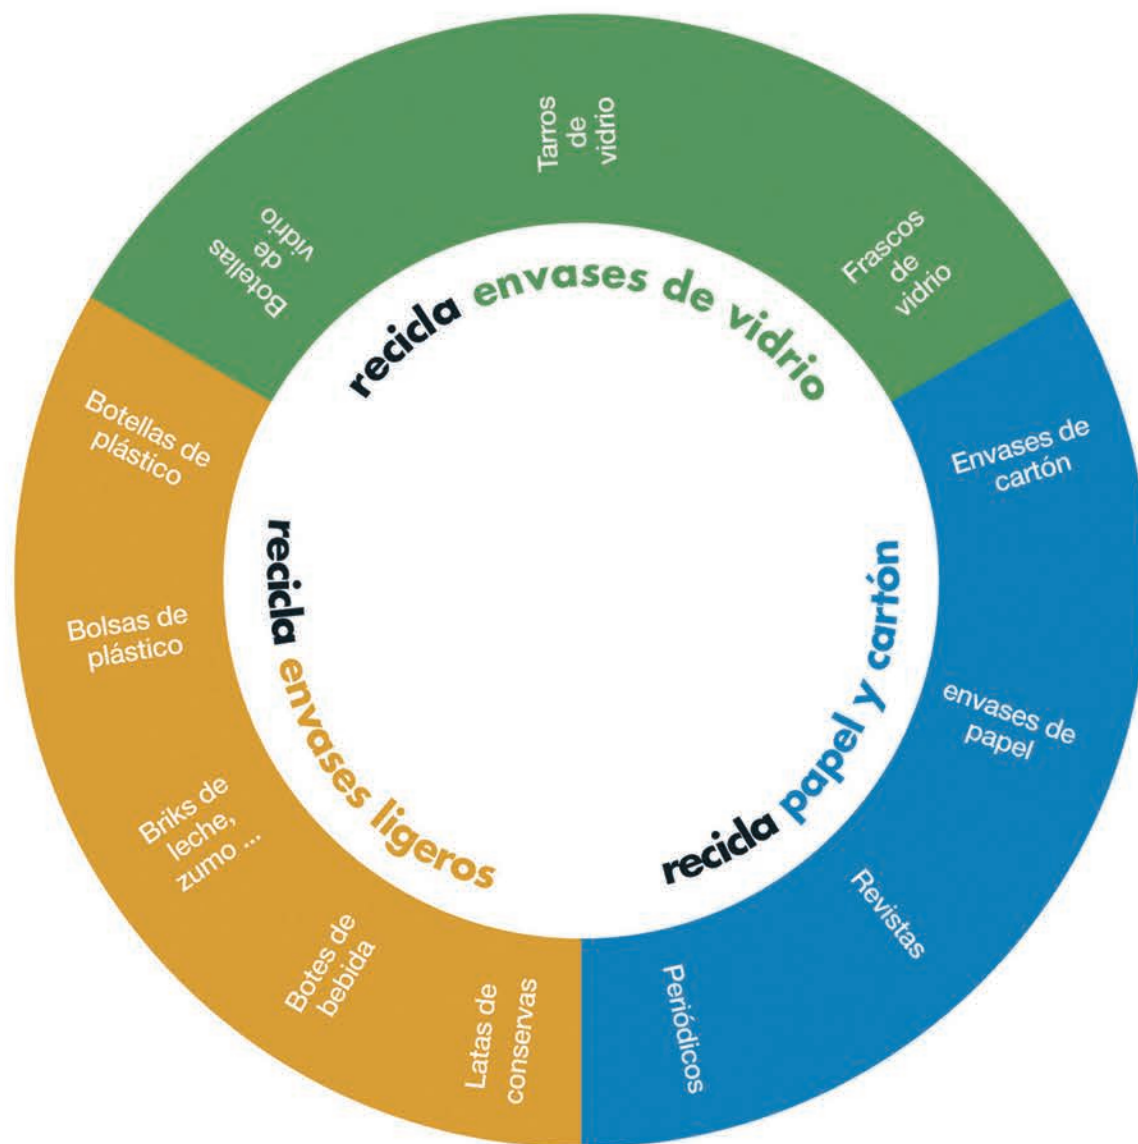 Tarros
de
vidrio
Botellas
de
vidrio
Frascos
de
vidrio
recicla envases de vidrio
Botellas de
plástico
Bolsas de
plástico
Briks de
leche,
zumo ...
Botes de
bebida
Latas de
conservas
recicla envases ligeros
Envases de
cartón
envases de
papel
Revistas
Periódicos
recicla papel y cartón